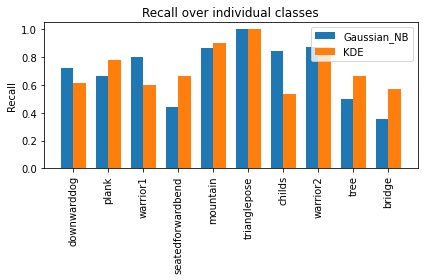 Recall over individual classes
Gaussian_NB
KDE
Recall
1.0
0.8
0.6
0.4
0.2
0.0
downwarddog
plank
warrior1
seatedforwardbend
mountain
trianglepose
childs
warrior2
tree
bridge